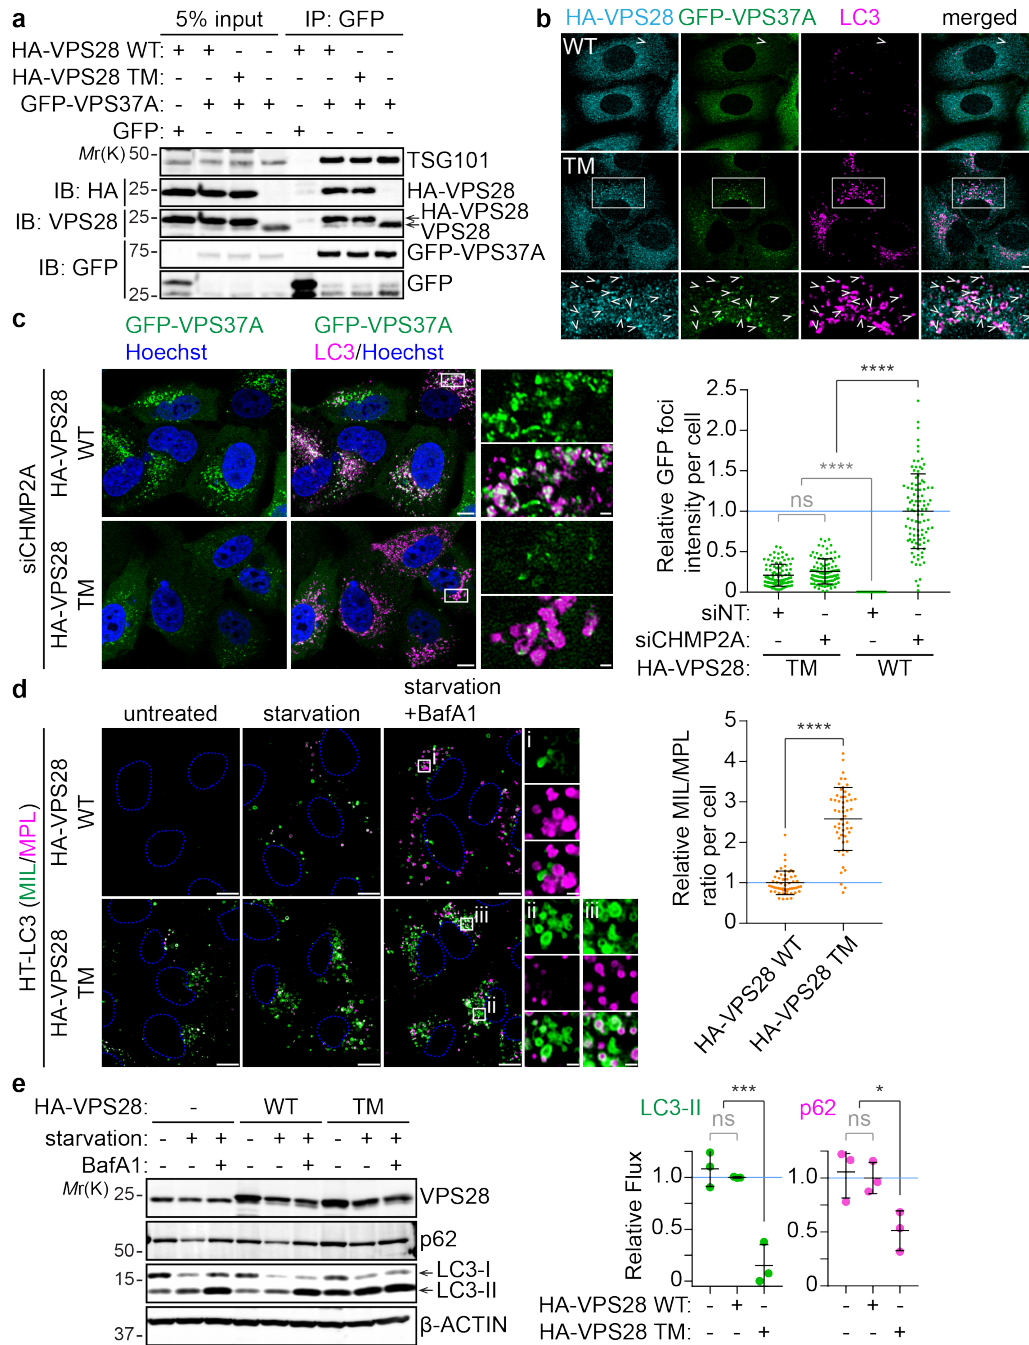 a
5% input IP: GFP
HA-VPS28 WT: + + - - + + - -
HA-VPS28 TM: - - + - - - + -
GFP-VPS37A: - + + + - + + +
GFP: + - - - + - - -
Mr(K) 50 TSG101
IB: HA 25 HA-VPS28
IB: VPS28 25 HA-VPS28
VPS28
IB: GFP 75 GFP-VPS37A
25 GFP
b
HA-VPS28 GFP-VPS37A LC3 merged
WT
TM
c
GFP-VPS37A GFP-VPS37A
Hoechst LC3/Hoechst
siCHMP2A
HA-VPS28 WT
HA-VPS28 TM
Relative GFP foci intensity per cell
2.5
2.0
1.5
1.0
0.5
0
ns **** ****
siNT: + - + -
siCHMP2A: - + - +
HA-VPS28: TM WT
d
untreated starvation starvation +BafA1
HT-LC3 (MIL/MPL)
HA-VPS28 WT
HA-VPS28 TM
i i
iii ii iii
ii
Relative MIL/MPL ratio per cell
5
4
3
2
1
0
****
HA-VPS28 WT
HA-VPS28 TM
e
HA-VPS28: - WT TM
starvation: - + + - + + - + +
BafA1: - - + - - + - - +
Mr(K) 25 VPS28
50 p62
15 LC3-I
LC3-II
37 β-ACTIN
LC3-II p62
ns *** ns *
Relative Flux
1.0 1.0
0.5 0.5
0 0
HA-VPS28 WT: - + - - + -
HA-VPS28 TM: - - + - - +